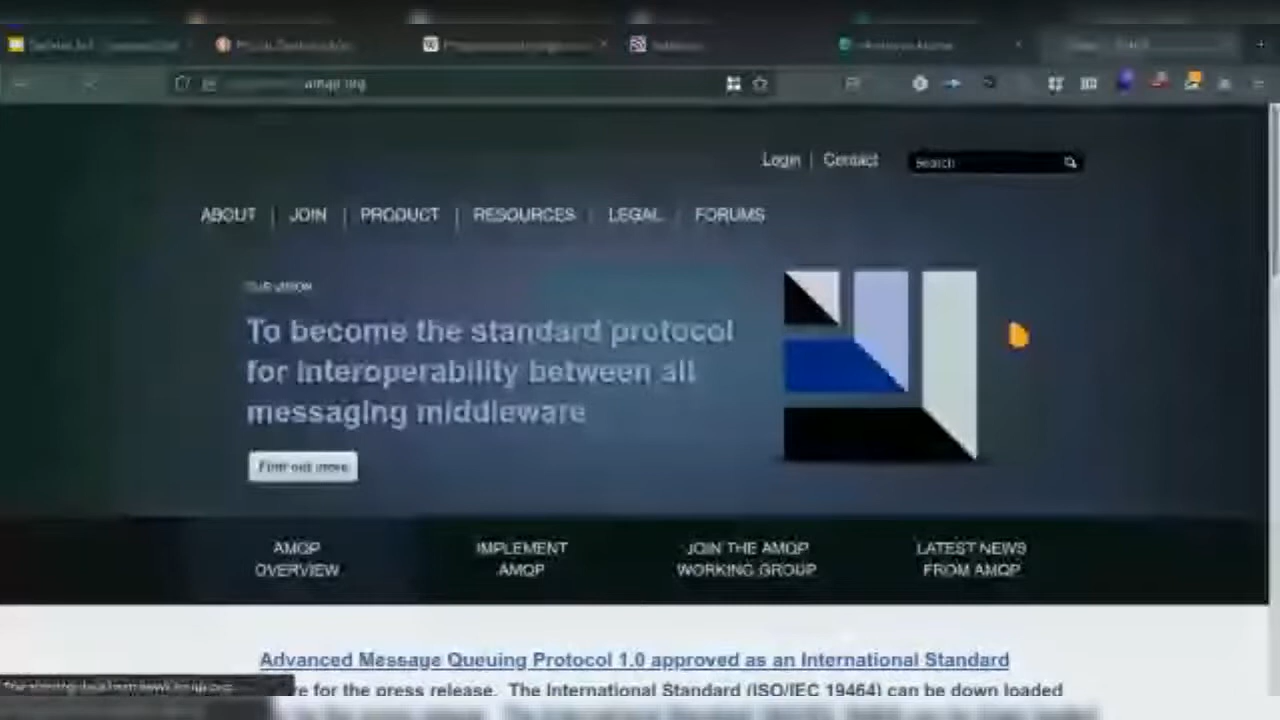 amqp.org
Login | Contact
Search
ABOUT | JOIN | PRODUCT | RESOURCES | LEGAL | FORUMS
OUR VISION
To become the standard protocol
for interoperability between all
messaging middleware
Find out more
AMQP
OVERVIEW
IMPLEMENT
AMQP
JOIN THE AMQP
WORKING GROUP
LATEST NEWS
FROM AMQP
Advanced Message Queuing Protocol 1.0 approved as an International Standard
re for the press release. The International Standard (ISO/IEC 19464) can be down loaded